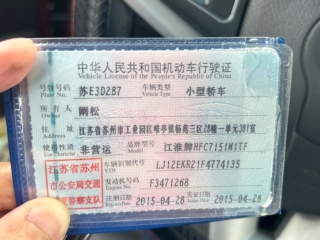 中华人民共和国机动车行驶证
Vehicle License of the People's Republic of China
号牌号码 苏E3D2B7 车辆类型 小型轿车
Plate No. Vehicle Type
所有人
Owner
住址 江苏省苏州市工业园区唯亭镇
Address
使用性质 非营运 品牌型号 江淮牌HFC7151M1TF
Use Character Model
江苏省苏州 车辆识别代号 LJ12EKR21F4774135
VIN
市公安局交通 发动机号码 F3471268
Engine No.
警察支队 注册日期 2015-04-28 发证日期 2015-04-28
Register Date Issue Date